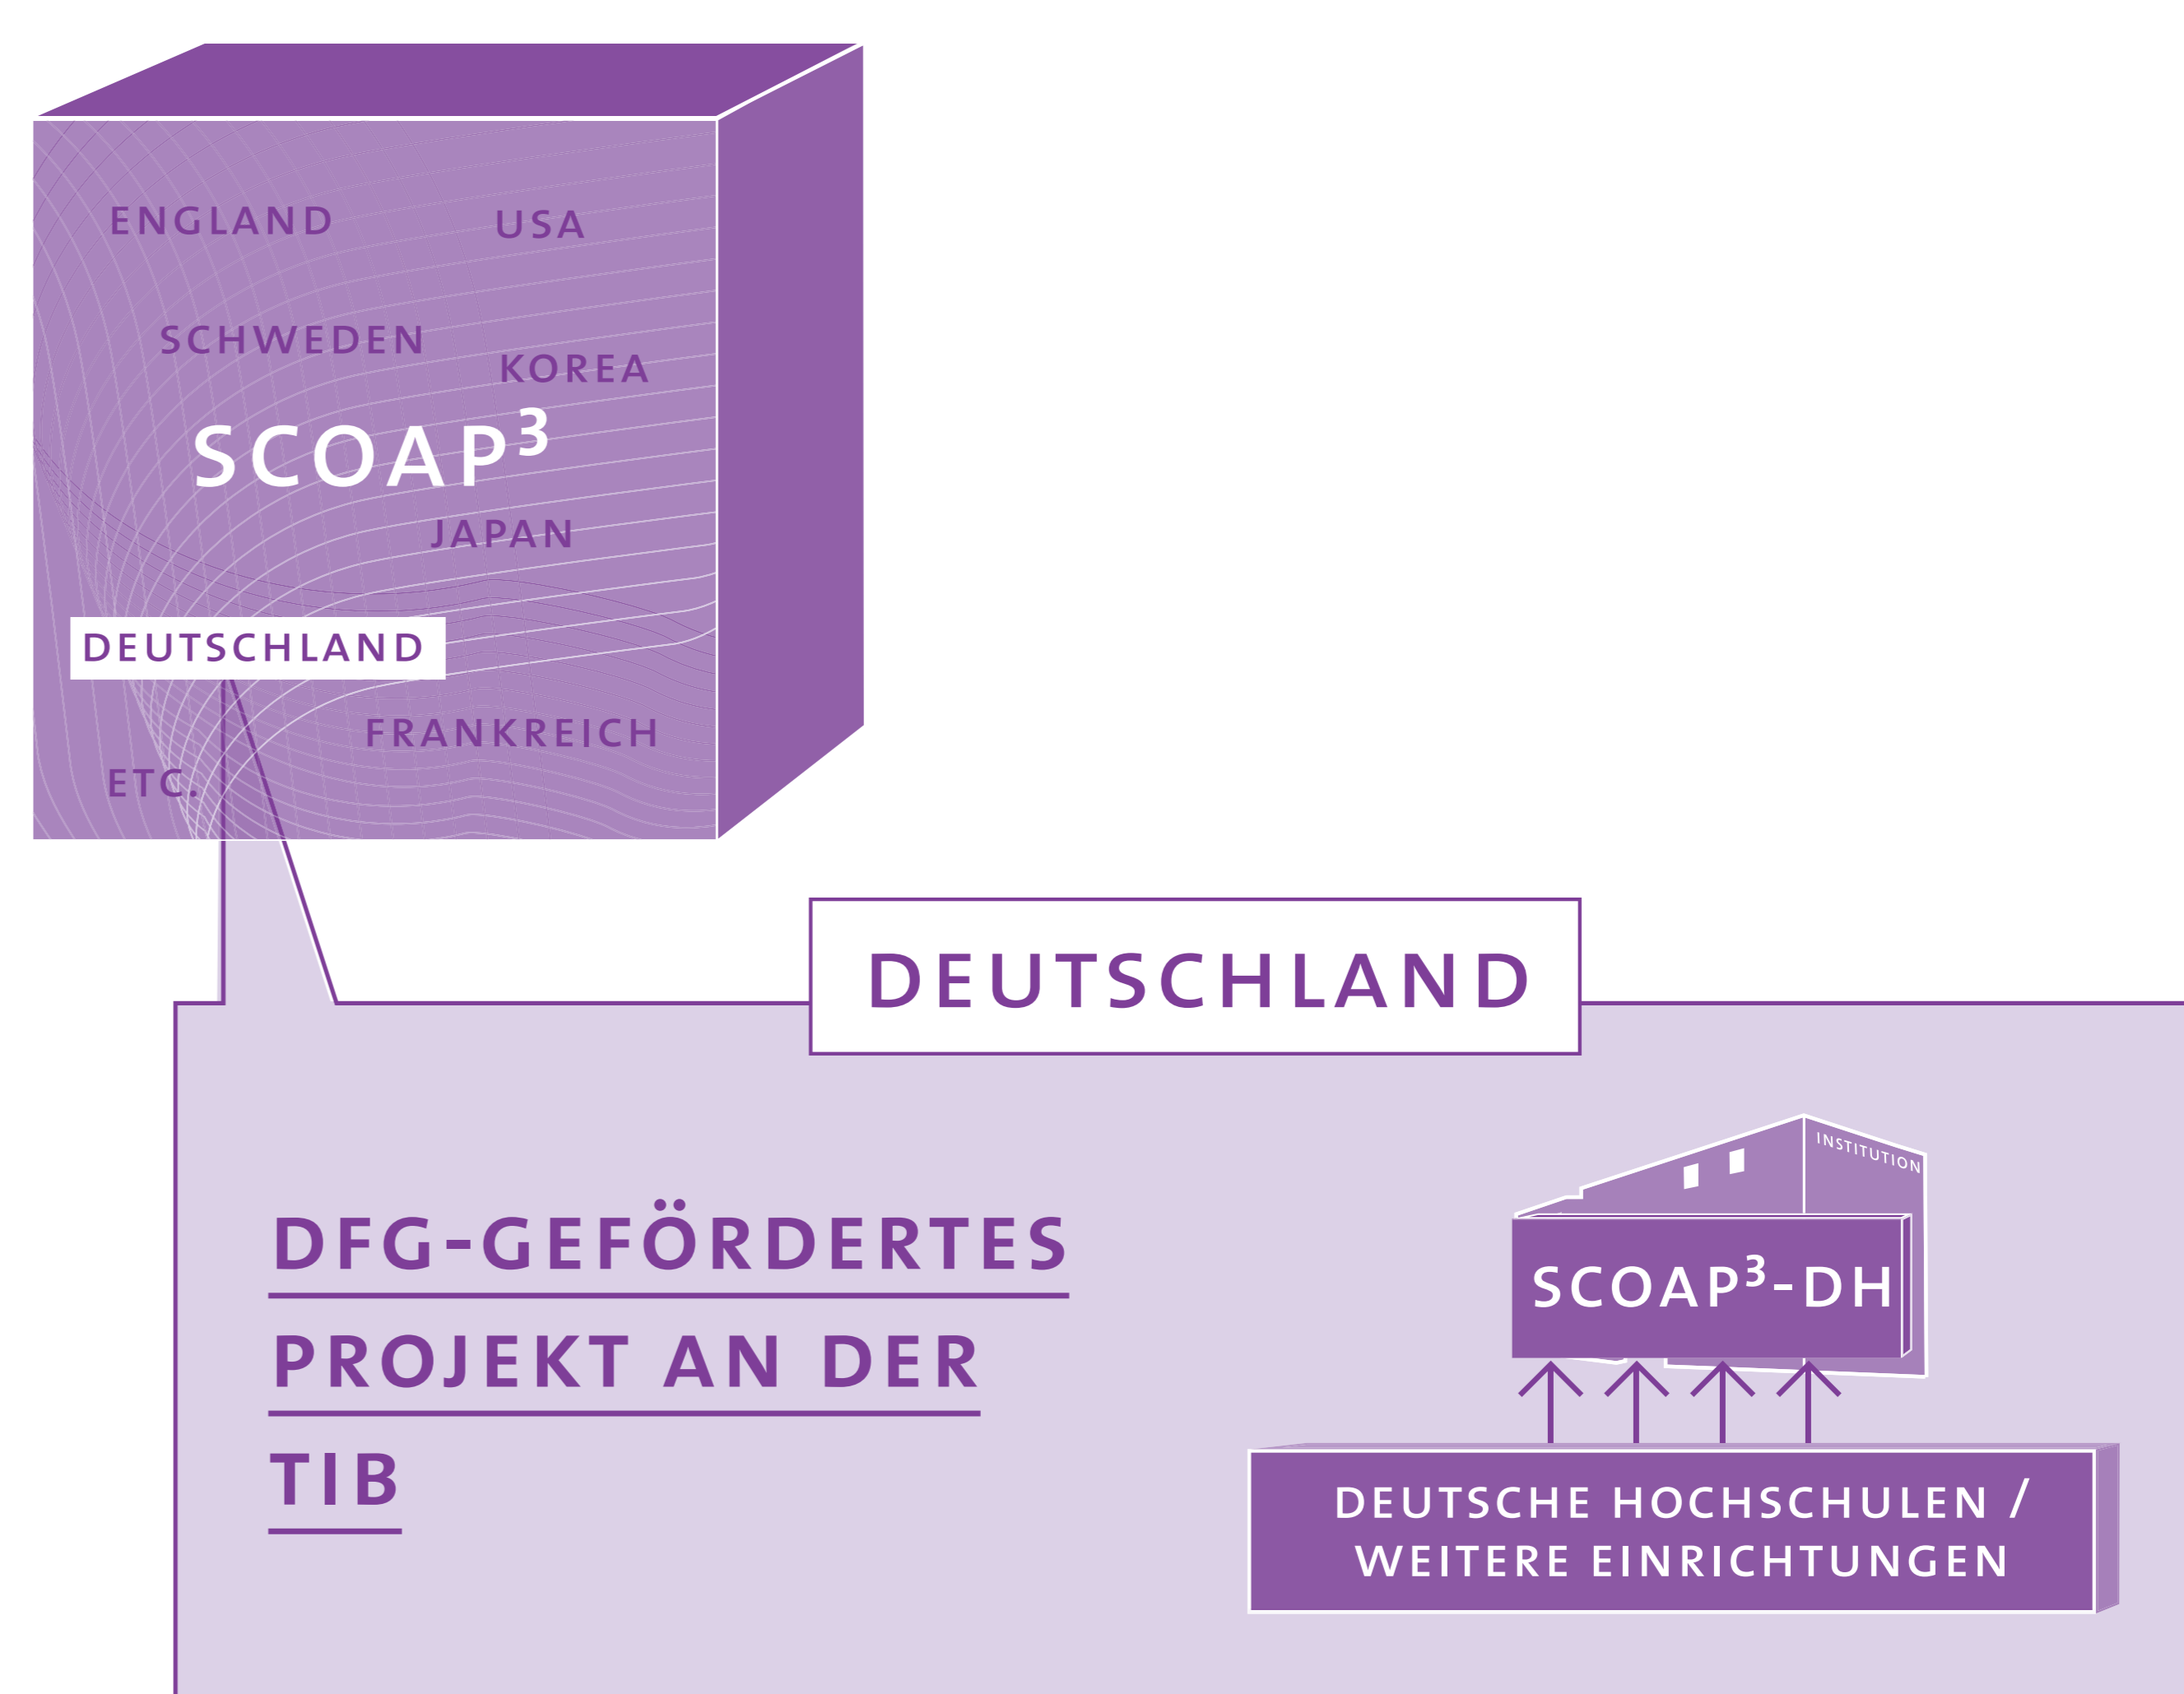 ENGLAND
USA
SCHWEDEN
KOREA
SCOAP³
JAPAN
DEUTSCHLAND
FRANKREICH
ETC.
DEUTSCHLAND
DFG-GEFÖRDERTES
PROJEKT AN DER
TIB
INSTITUTION
SCOAP³-DH
DEUTSCHE HOCHSCHULEN /
WEITERE EINRICHTUNGEN